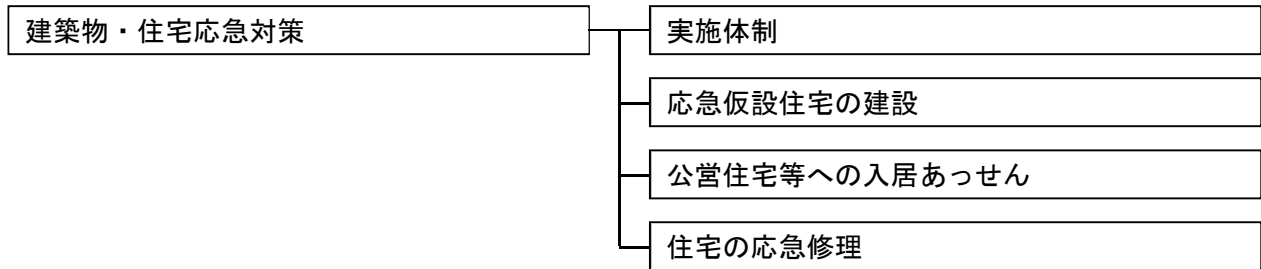 建築物・住宅応急対策
実施体制
応急仮設住宅の建設
公営住宅等への入居あっせん
住宅の応急修理